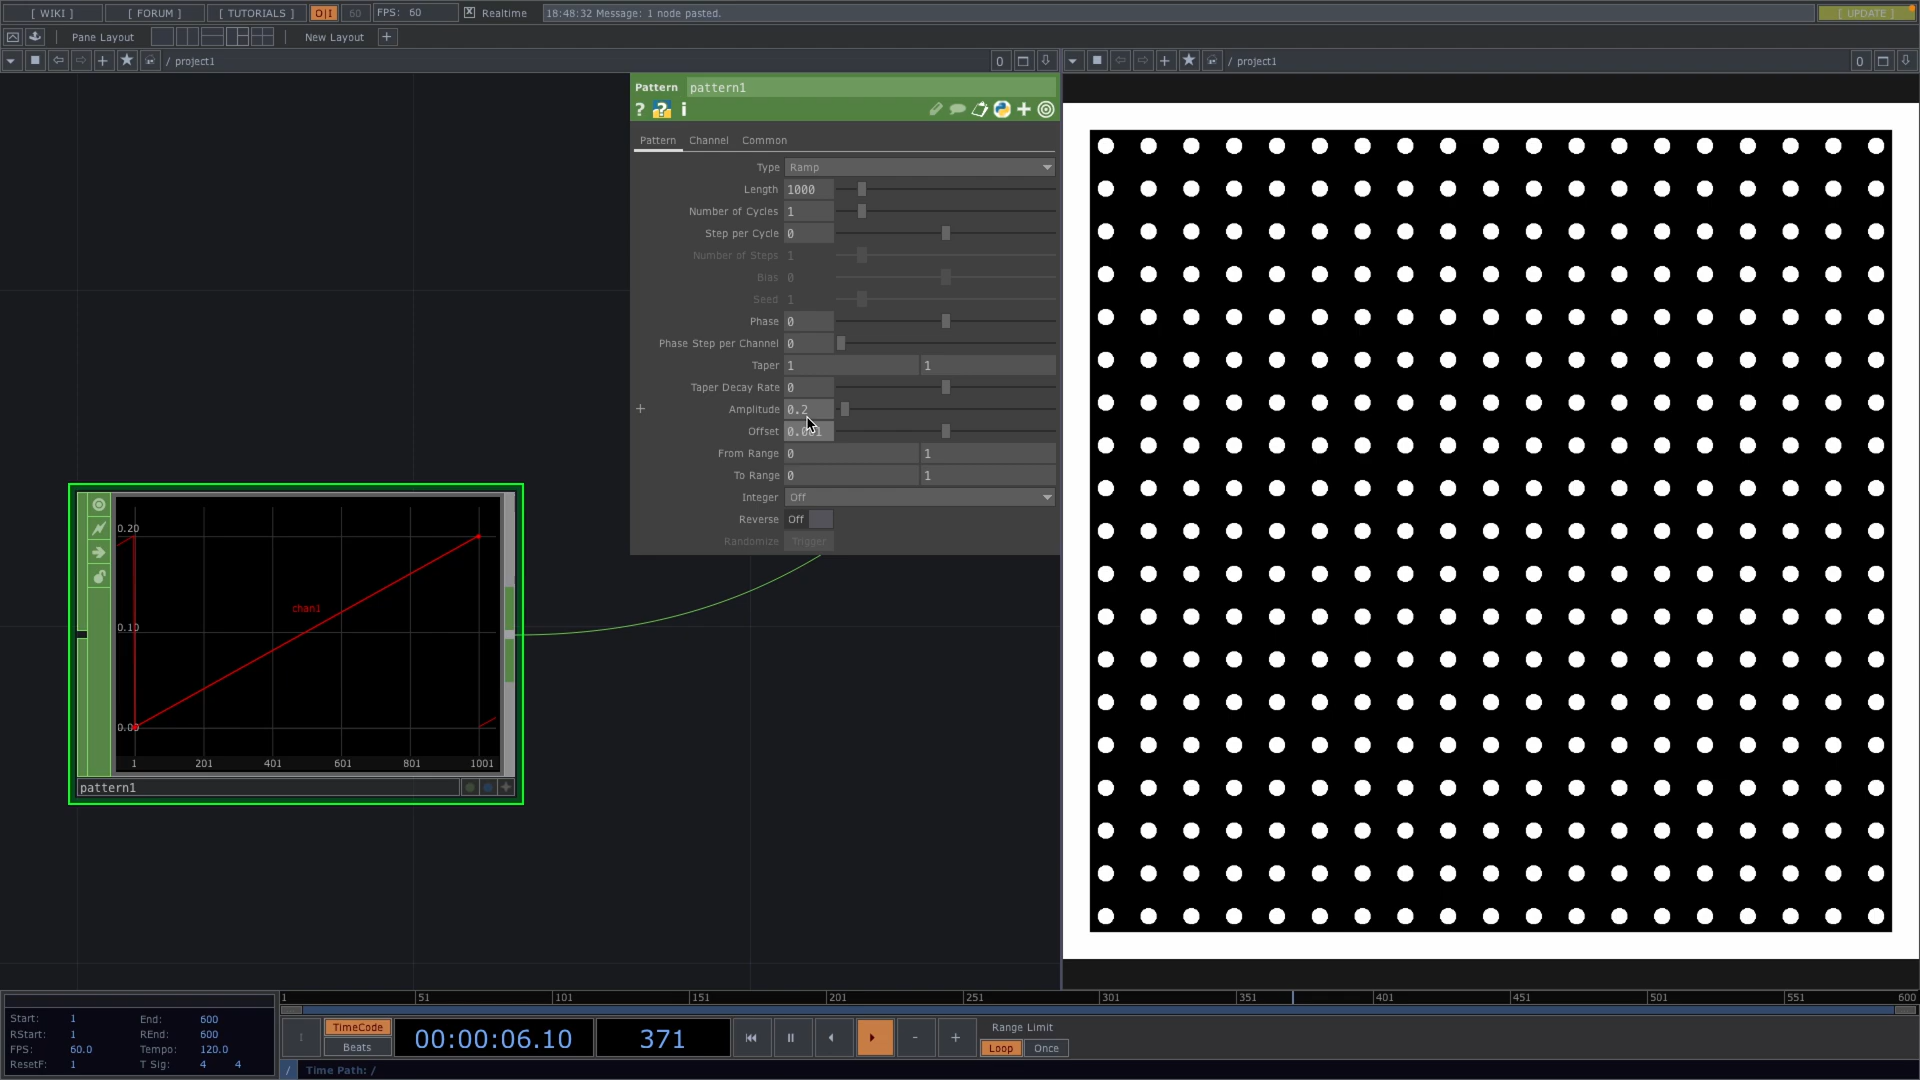 [ WIKI ] [ FORUM ] [ TUTORIALS ] O|I 60 FPS: 60 Realtime 18:48:32 Message: 1 node pasted. [ UPDATE ]
Pane Layout New Layout +
/ project1 0 / project1 0
Pattern pattern1
? ? i
Pattern Channel Common
Type Ramp
Length 1000
Number of Cycles 1
Step per Cycle 0
Number of Steps 1
Bias 0
Seed 1
Phase 0
Phase Step per Channel 0
Taper 1 1
Taper Decay Rate 0
+ Amplitude 0.2
Offset 0.001
From Range 0 1
To Range 0 1
Integer Off
Reverse Off
Randomize Trigger
0.20
chan1
0.10
0.00
1 201 401 601 801 1001
pattern1
1 51 101 151 201 251 301 351 401 451 501 551 600
Start: 1 End: 600
RStart: 1 REnd: 600
FPS: 60.0 Tempo: 120.0
ResetF: 1 T Sig: 4 4
1 TimeCode
Beats
00:00:06.10 371 - +
Range Limit
Loop Once
/ Time Path: /